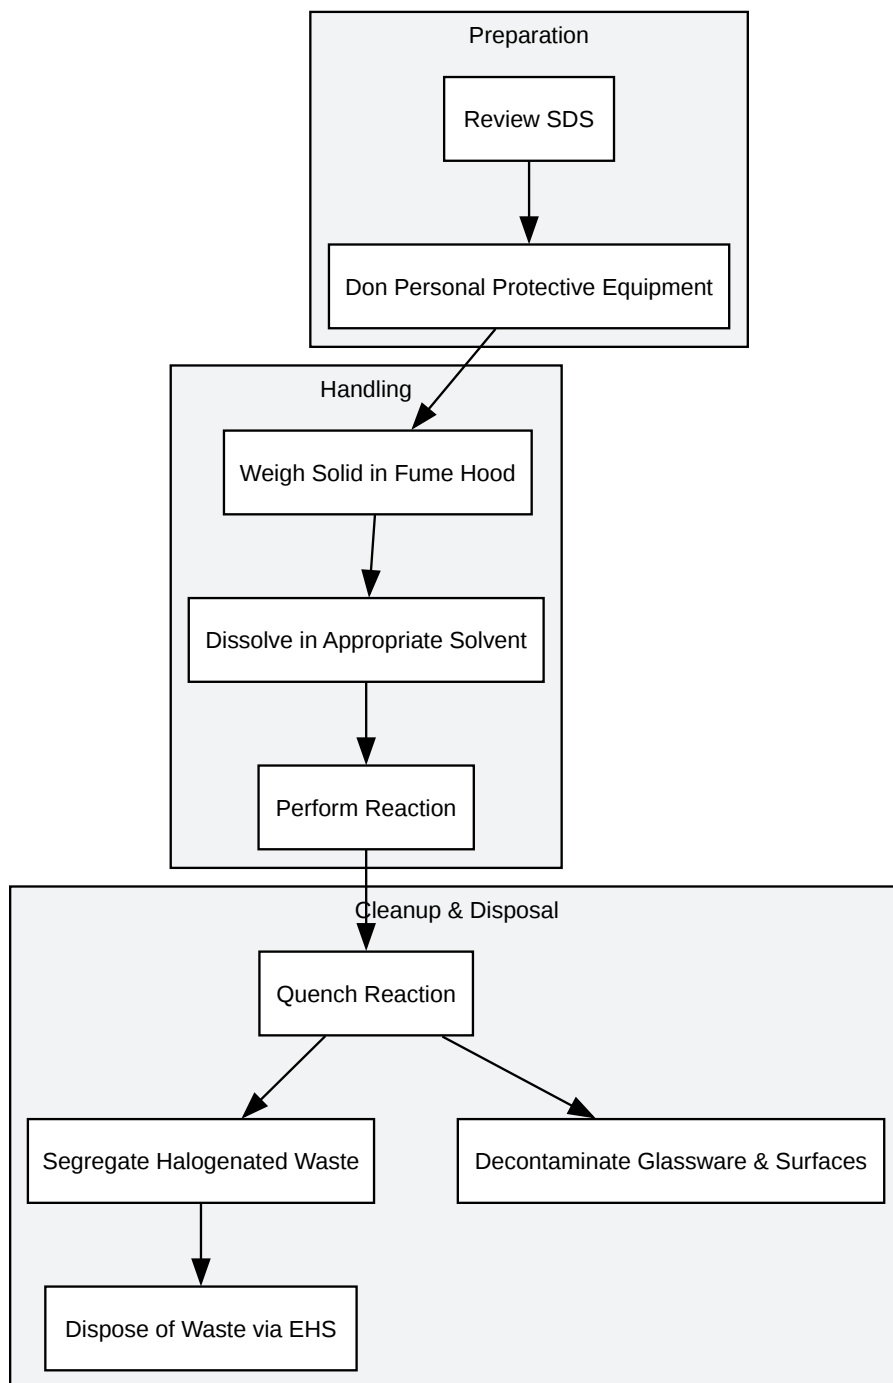 Preparation
Review SDS
Don Personal Protective Equipment
Handling
Weigh Solid in Fume Hood
Dissolve in Appropriate Solvent
Perform Reaction
Cleanup & Disposal
Quench Reaction
Segregate Halogenated Waste
Decontaminate Glassware & Surfaces
Dispose of Waste via EHS